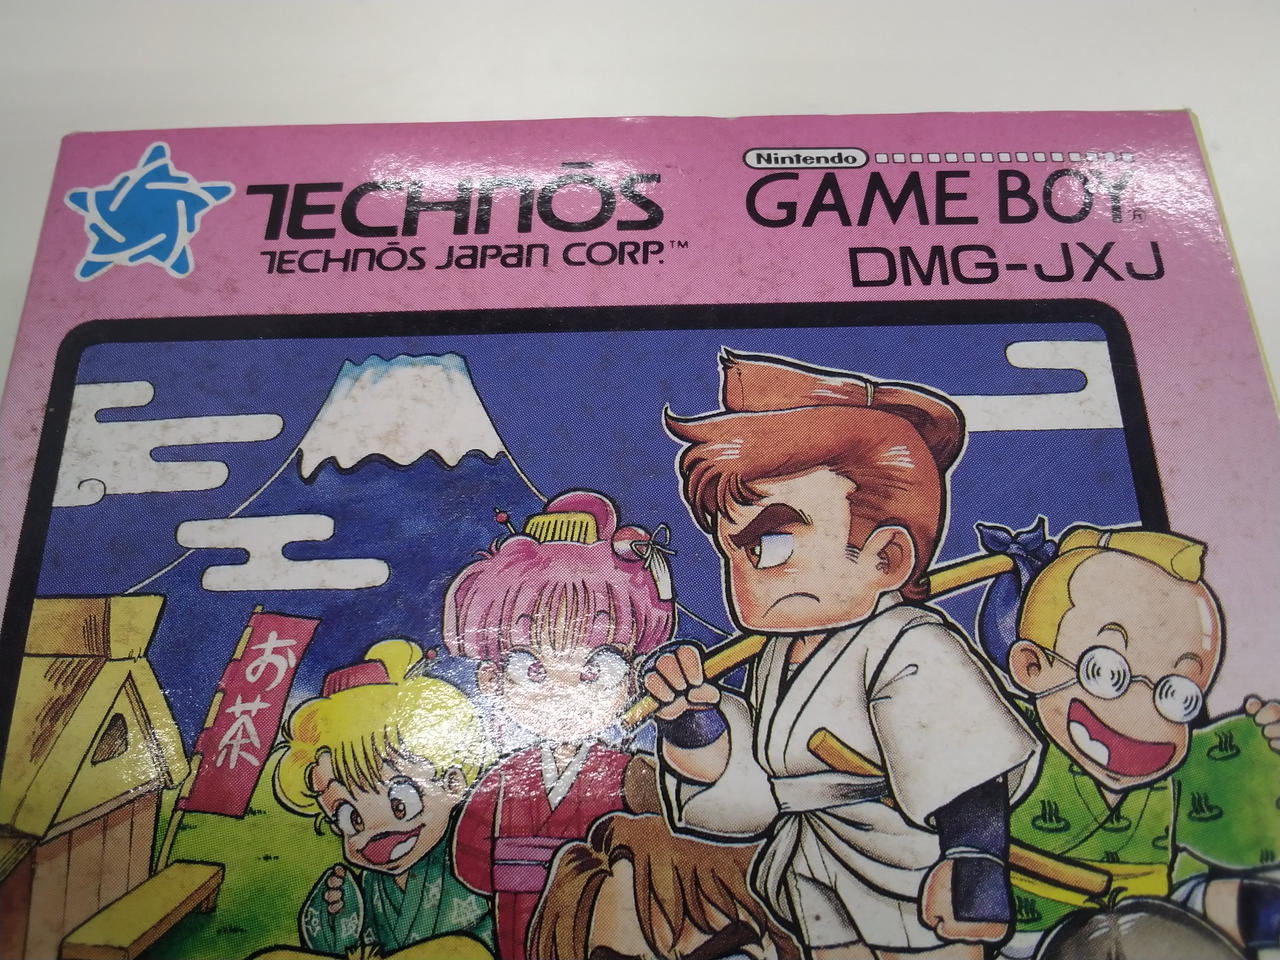 TECHNŌS
TECHNŌS JAPAN CORP.™
Nintendo
GAME BOY®
DMG-JXJ
お茶